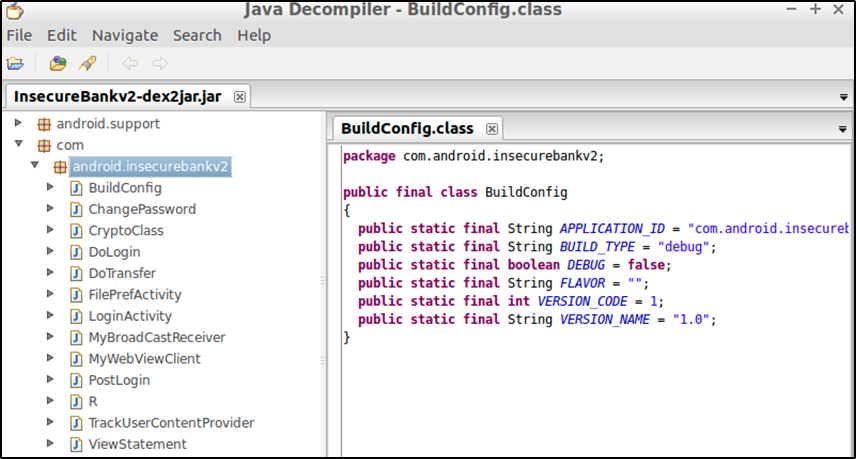 Java Decompiler - BuildConfig.class
File Edit Navigate Search Help
InsecureBankv2-dex2jar.jar
android.support
com
android.insecurebankv2
BuildConfig
ChangePassword
CryptoClass
DoLogin
DoTransfer
FilePrefActivity
LoginActivity
MyBroadCastReceiver
MyWebViewClient
PostLogin
R
TrackUserContentProvider
ViewStatement
BuildConfig.class
package com.android.insecurebankv2;
public final class BuildConfig
{
public static final String APPLICATION_ID = "com.android.insecureb
public static final String BUILD_TYPE = "debug";
public static final boolean DEBUG = false;
public static final String FLAVOR = "";
public static final int VERSION_CODE = 1;
public static final String VERSION_NAME = "1.0";
}